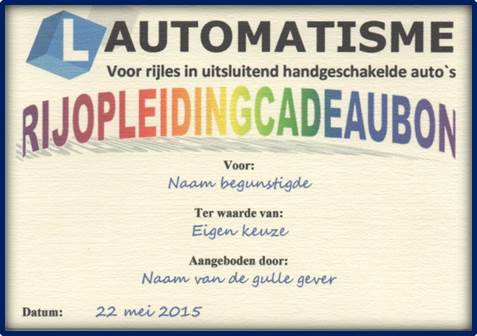 L AUTOMATISME
Voor rijles in uitsluitend handgeschakelde auto`s
RIJOPLEIDINGCADEAUBON
Voor:
Naam begunstigde
Ter waarde van:
Eigen keuze
Aangeboden door:
Naam van de gulle gever
Datum: 22 mei 2015